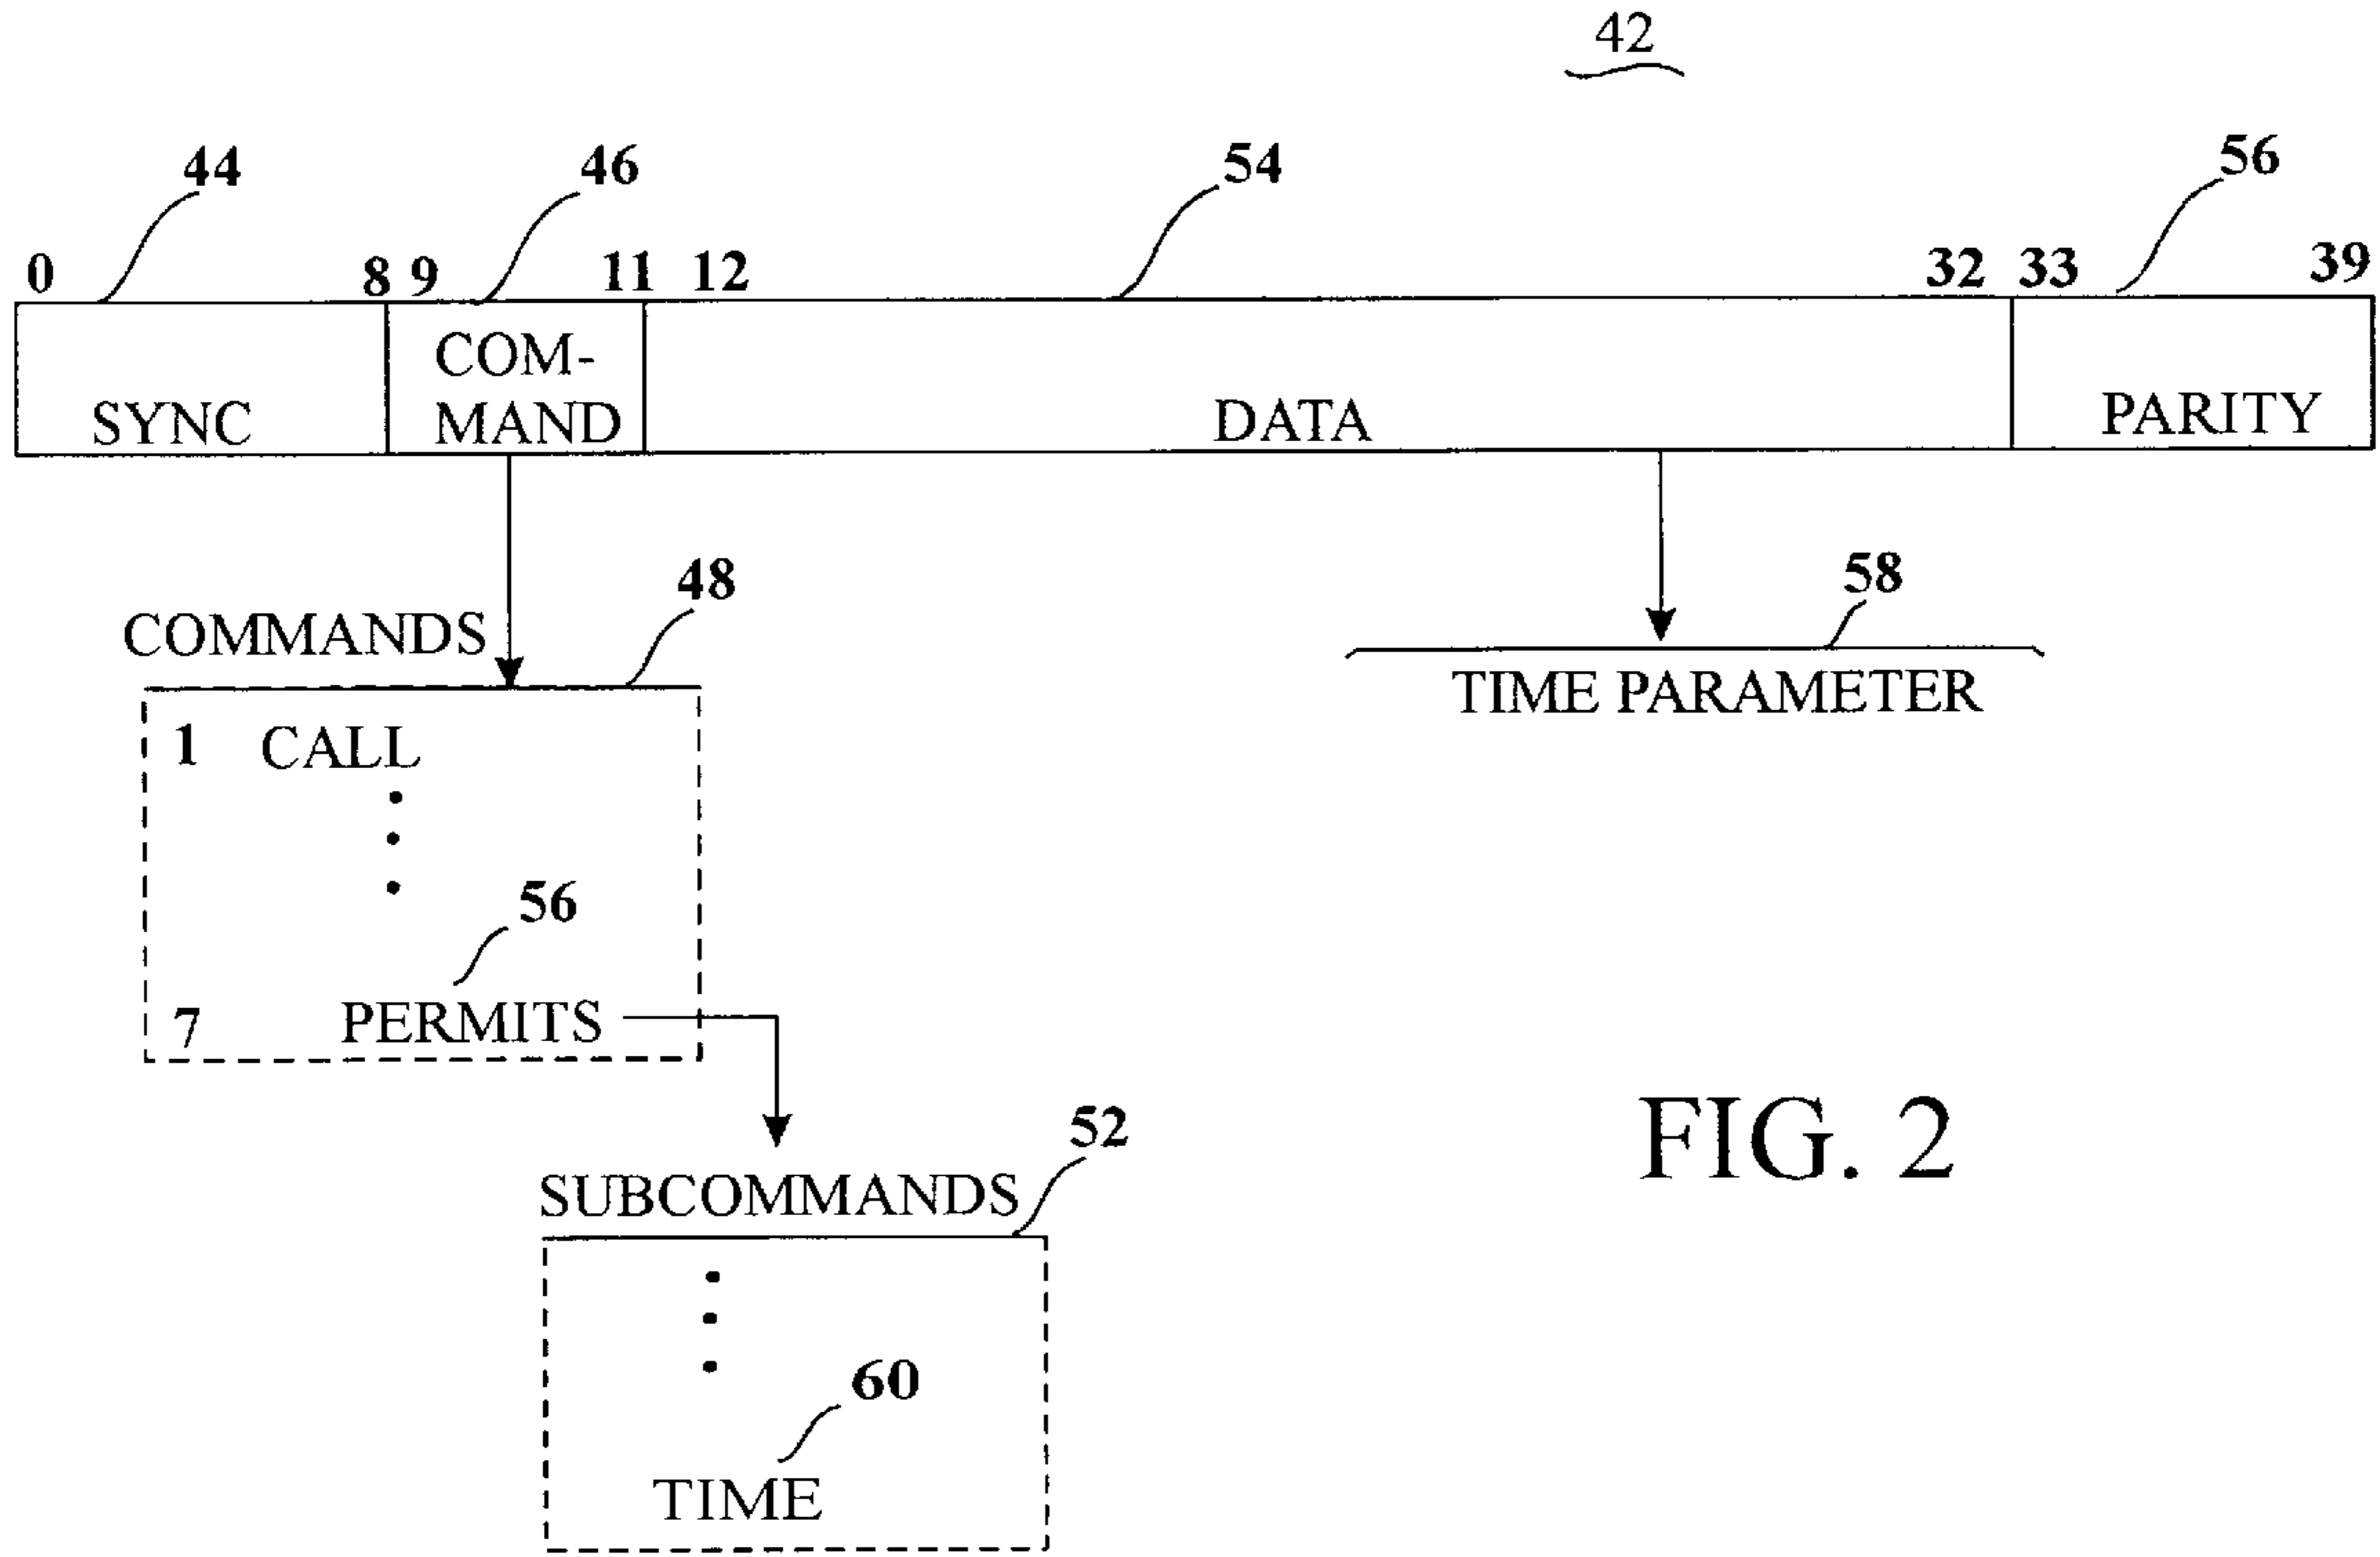 42
44 46 54 56
0 8 9 11 12 32 33 39
SYNC COM-
MAND DATA PARITY
48 58
COMMANDS
TIME PARAMETER
1 CALL
56
7 PERMITS
52
SUBCOMMANDS
60
TIME
FIG. 2